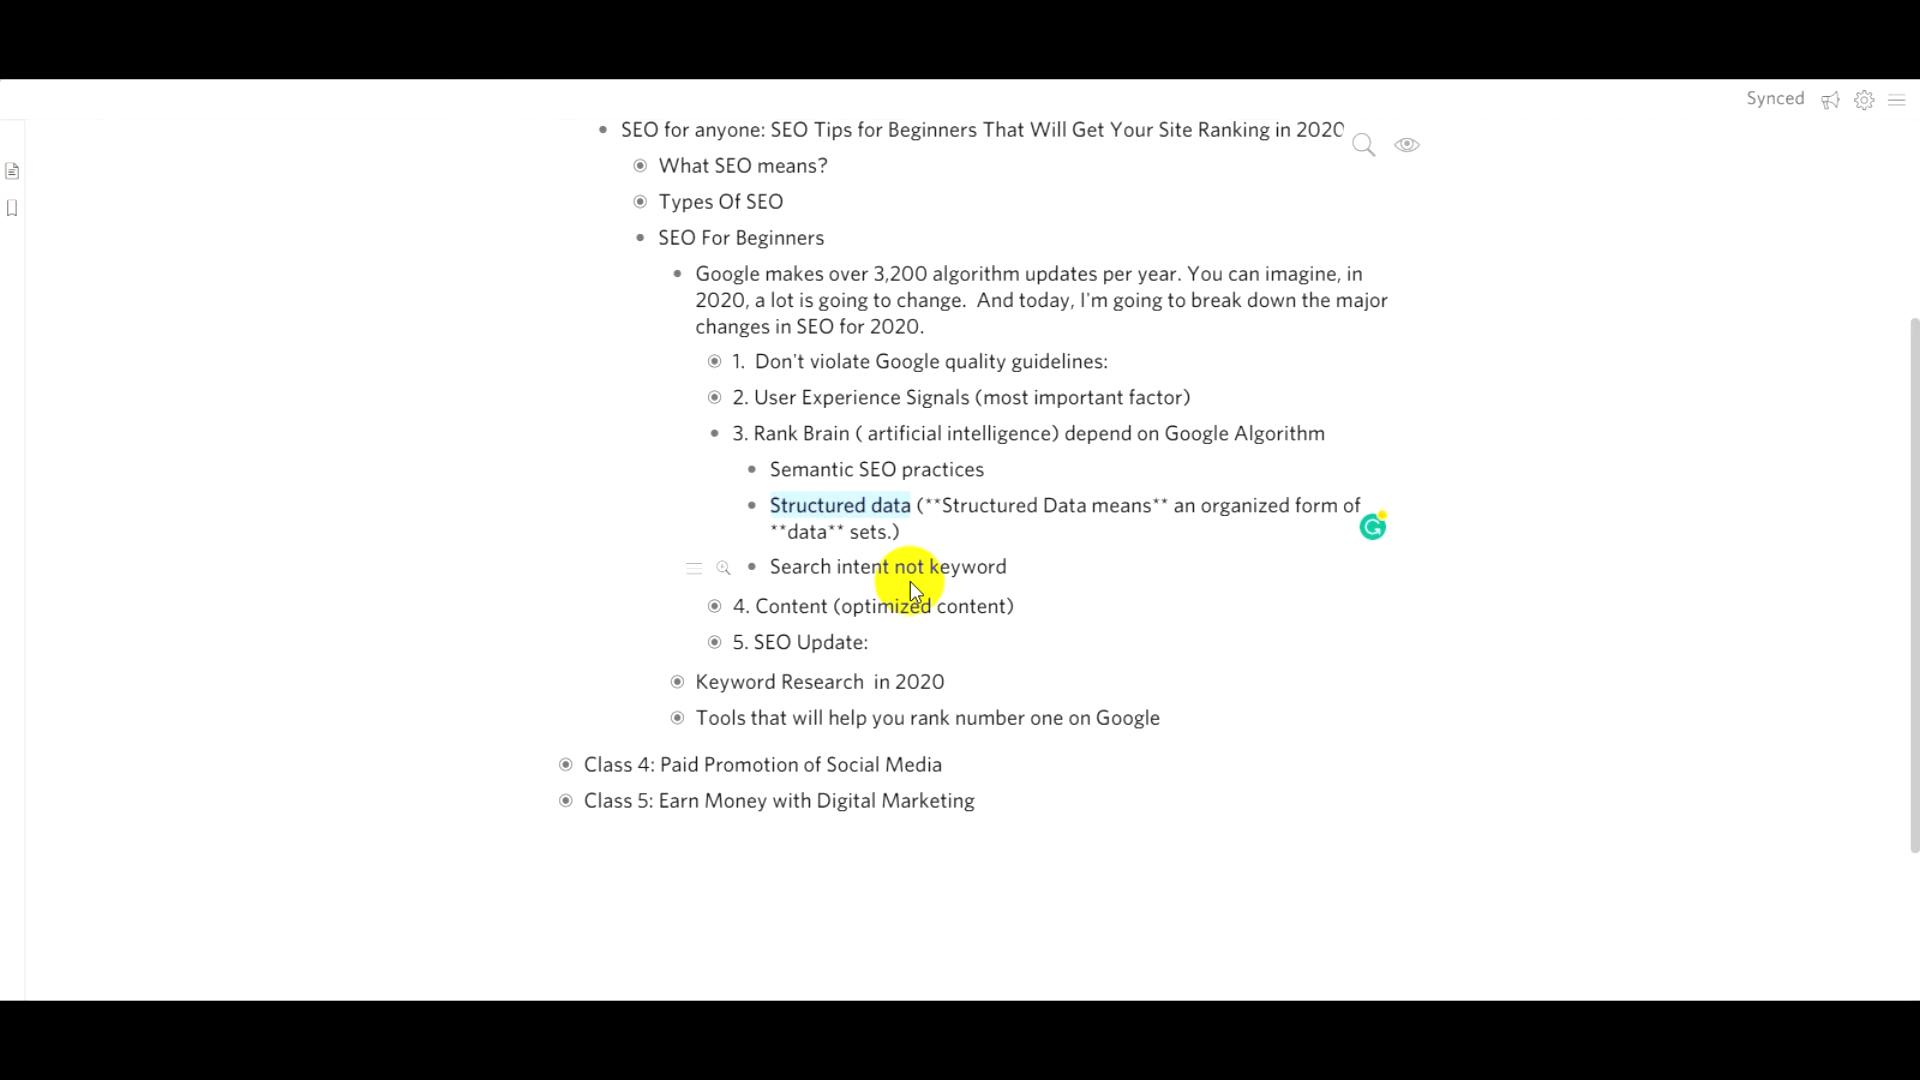 Synced
SEO for anyone: SEO Tips for Beginners That Will Get Your Site Ranking in 2020
What SEO means?
Types Of SEO
SEO For Beginners
Google makes over 3,200 algorithm updates per year. You can imagine, in
2020, a lot is going to change.  And today, I'm going to break down the major
changes in SEO for 2020.
1.  Don't violate Google quality guidelines:
2. User Experience Signals (most important factor)
3. Rank Brain ( artificial intelligence) depend on Google Algorithm
Semantic SEO practices
Structured data (**Structured Data means** an organized form of
**data** sets.)
Search intent not keyword
4. Content (optimized content)
5. SEO Update:
Keyword Research  in 2020
Tools that will help you rank number one on Google
Class 4: Paid Promotion of Social Media
Class 5: Earn Money with Digital Marketing